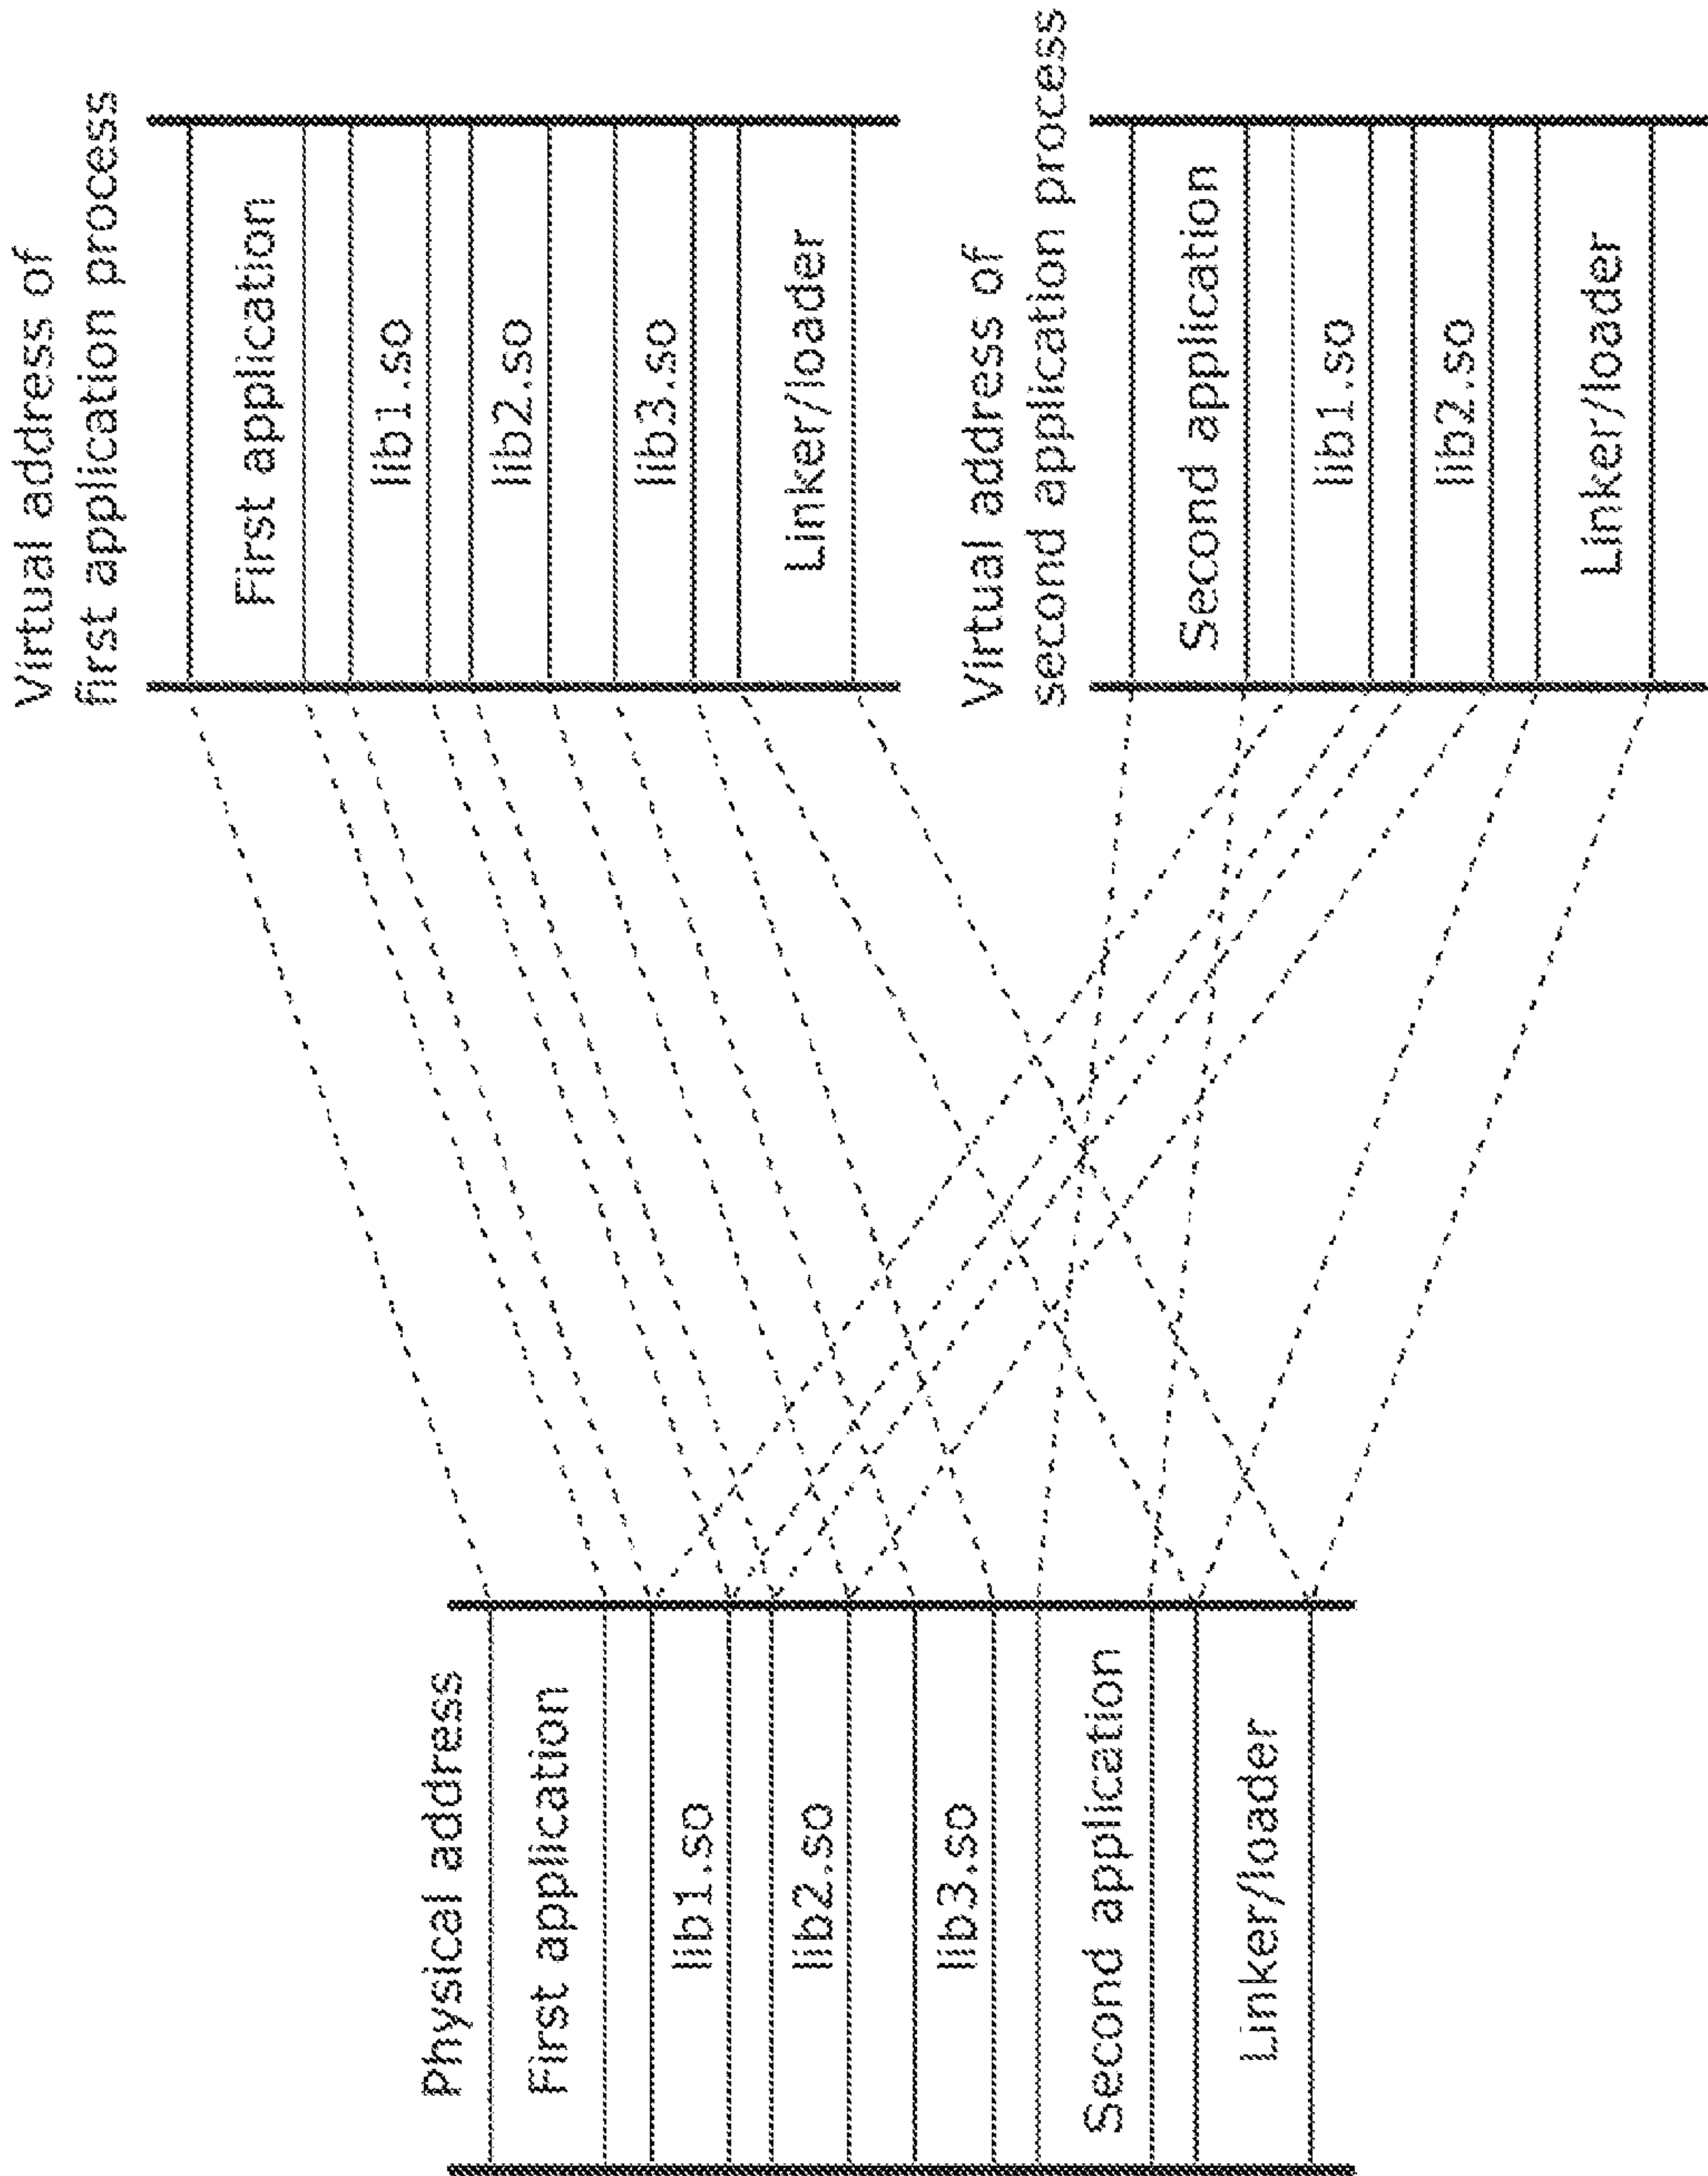 Physical address
First application
lib1.so
lib2.so
lib3.so
Second application
Linker/loader
Virtual address of
first application process
First application
lib1.so
lib2.so
lib3.so
Linker/loader
Virtual address of
second application process
Second application
lib1.so
lib2.so
Linker/loader